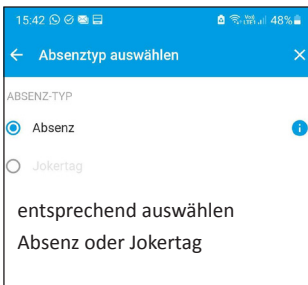 15:42 48%
Absenztyp auswählen
ABSENZ-TYP
Absenz
Jokertag
entsprechend auswählen
Absenz oder Jokertag